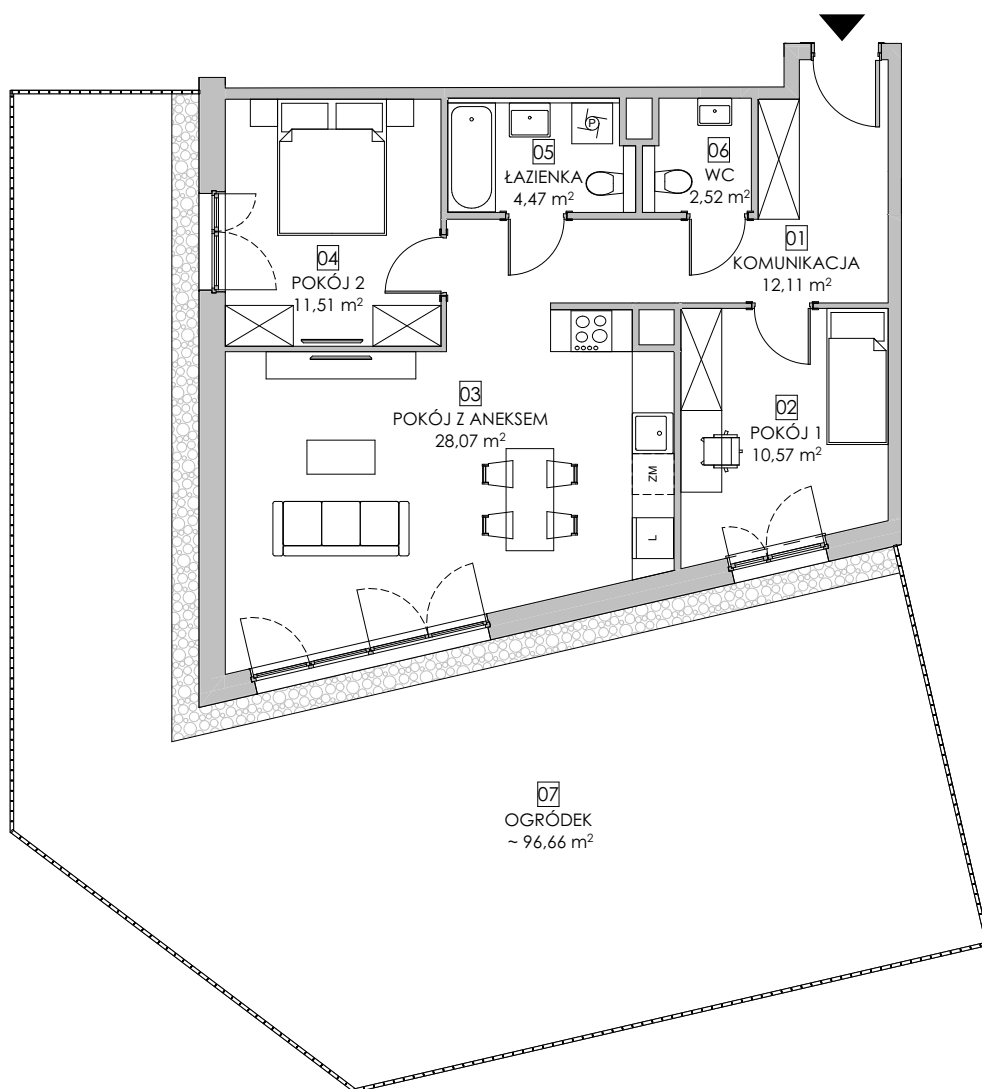 01
KOMUNIKACJA
12,11 m²
02
POKÓJ 1
10,57 m²
03
POKÓJ Z ANEKSEM
28,07 m²
04
POKÓJ 2
11,51 m²
05
ŁAZIENKA
4,47 m²
06
WC
2,52 m²
07
OGRÓDEK
~ 96,66 m²
P
ZM
L